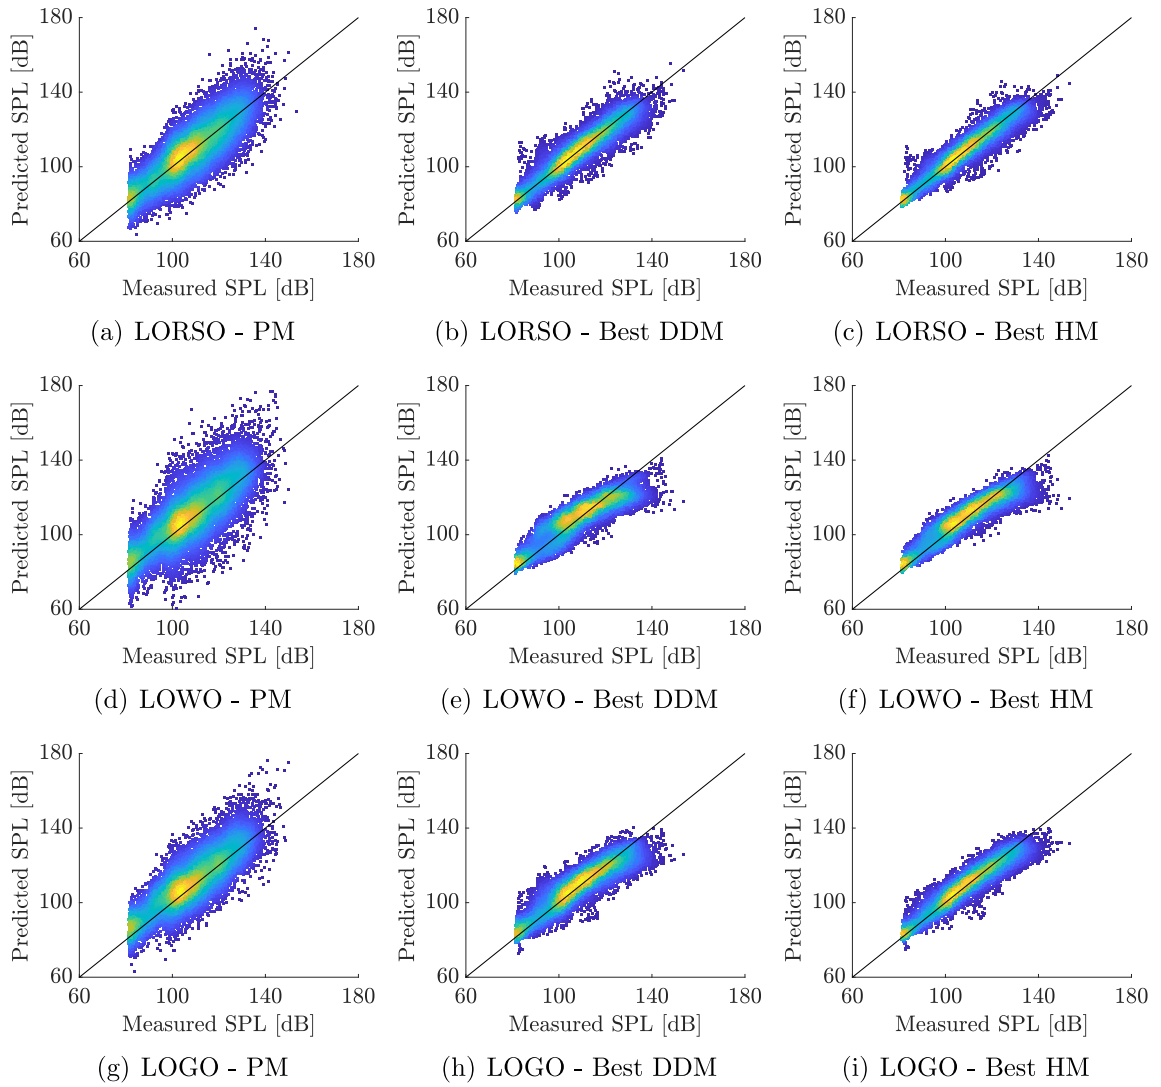 180
140
100
60
Predicted SPL [dB]
60 100 140 180
Measured SPL [dB]
(a) LORSO - PM
180
140
100
60
Predicted SPL [dB]
60 100 140 180
Measured SPL [dB]
(b) LORSO - Best DDM
180
140
100
60
Predicted SPL [dB]
60 100 140 180
Measured SPL [dB]
(c) LORSO - Best HM
180
140
100
60
Predicted SPL [dB]
60 100 140 180
Measured SPL [dB]
(d) LOWO - PM
180
140
100
60
Predicted SPL [dB]
60 100 140 180
Measured SPL [dB]
(e) LOWO - Best DDM
180
140
100
60
Predicted SPL [dB]
60 100 140 180
Measured SPL [dB]
(f) LOWO - Best HM
180
140
100
60
Predicted SPL [dB]
60 100 140 180
Measured SPL [dB]
(g) LOGO - PM
180
140
100
60
Predicted SPL [dB]
60 100 140 180
Measured SPL [dB]
(h) LOGO - Best DDM
180
140
100
60
Predicted SPL [dB]
60 100 140 180
Measured SPL [dB]
(i) LOGO - Best HM